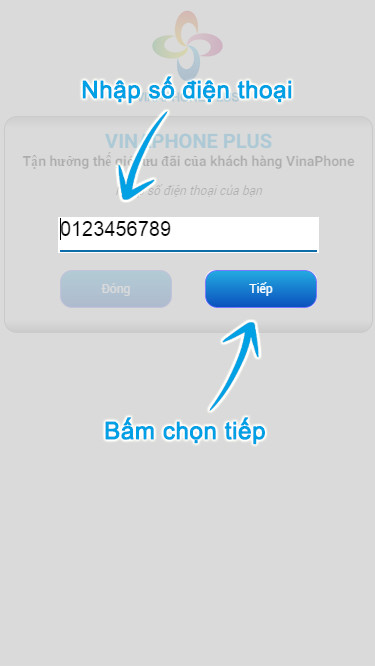 Nhập số điện thoại
VINAPHONE PLUS
Tận hưởng thế giới ưu đãi của khách hàng VinaPhone
số điện thoại của bạn
0123456789
Đóng
Tiếp
Bấm chọn tiếp